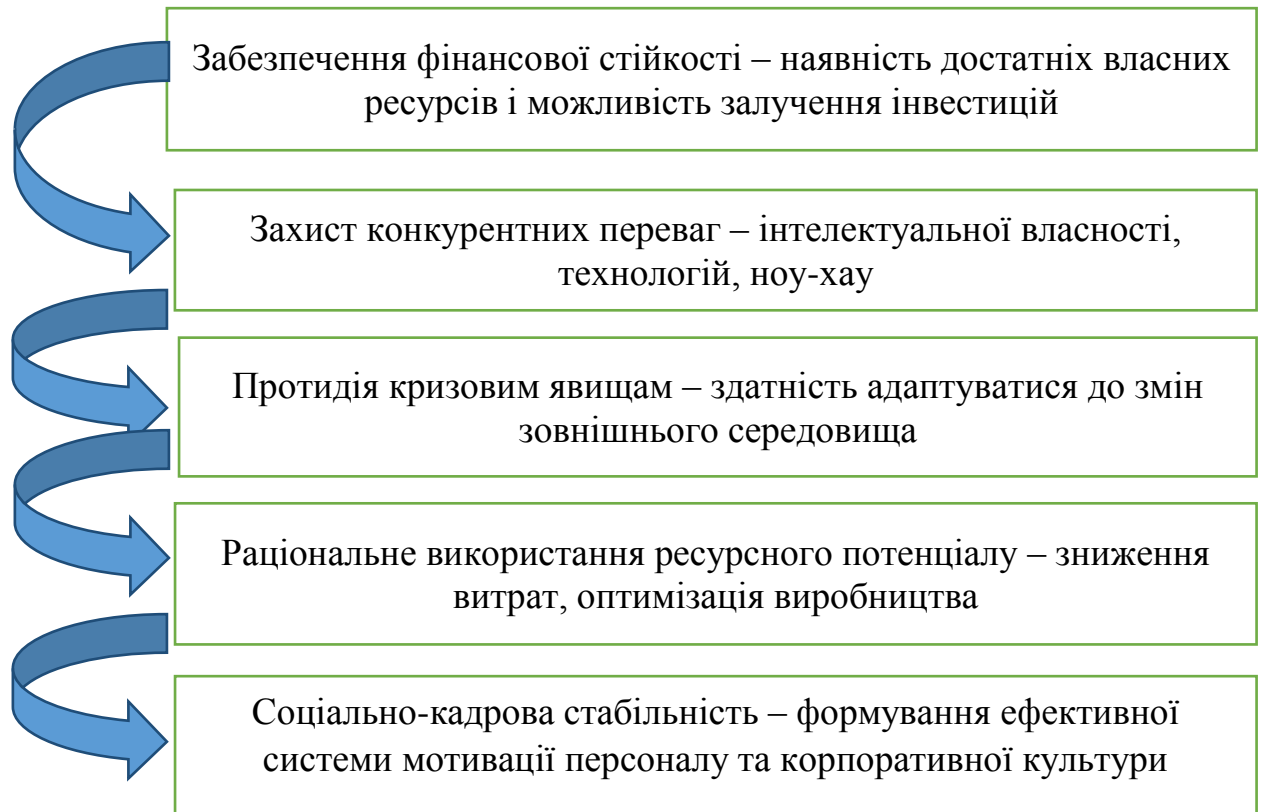 Забезпечення фінансової стійкості – наявність достатніх власних
ресурсів і можливість залучення інвестицій
Захист конкурентних переваг – інтелектуальної власності,
технологій, ноу-хау
Протидія кризовим явищам – здатність адаптуватися до змін
зовнішнього середовища
Раціональне використання ресурсного потенціалу – зниження
витрат, оптимізація виробництва
Соціально-кадрова стабільність – формування ефективної
системи мотивації персоналу та корпоративної культури